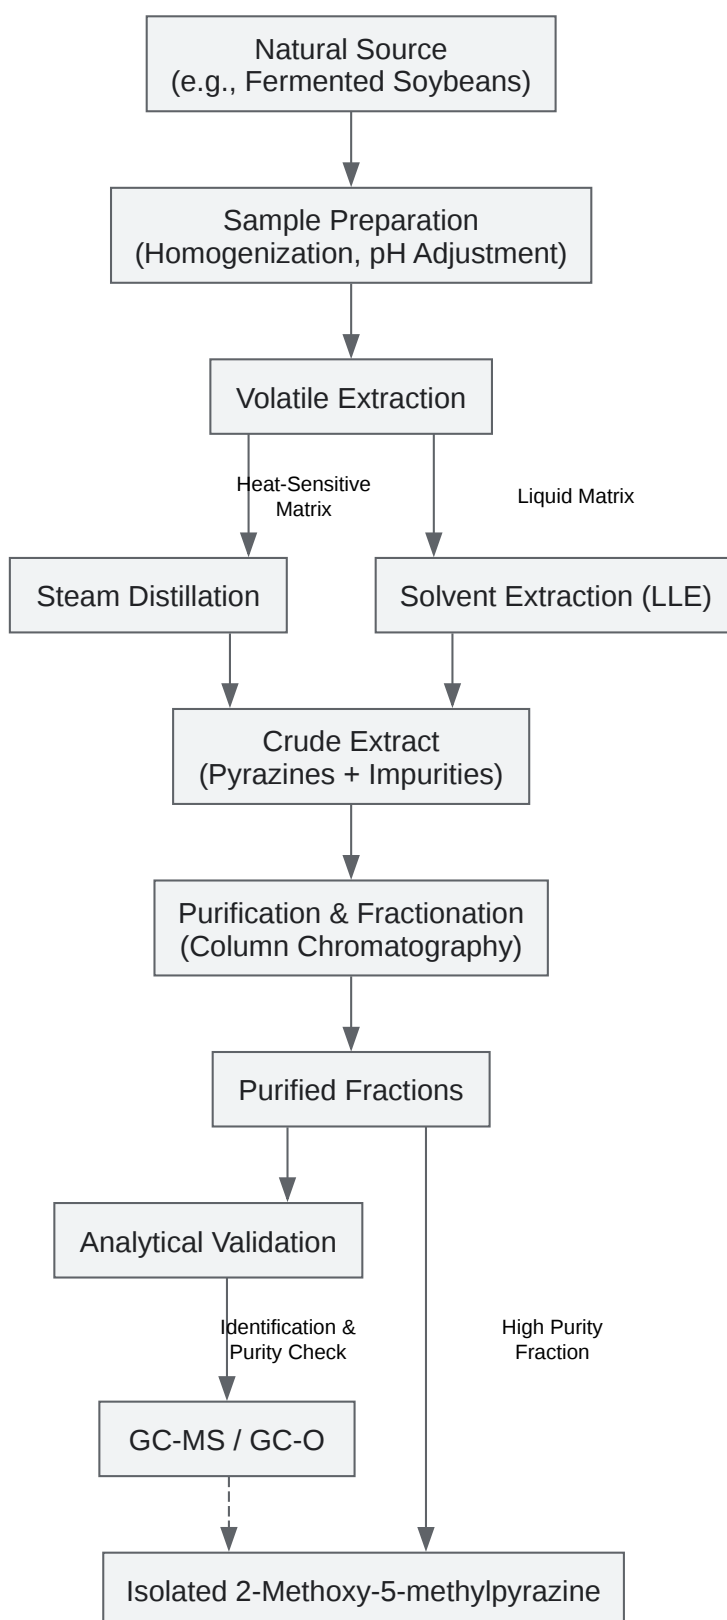 Natural Source
(e.g., Fermented Soybeans)
Sample Preparation
(Homogenization, pH Adjustment)
Volatile Extraction
Heat-Sensitive
Matrix
Liquid Matrix
Steam Distillation
Solvent Extraction (LLE)
Crude Extract
(Pyrazines + Impurities)
Purification & Fractionation
(Column Chromatography)
Purified Fractions
Analytical Validation
Identification &
Purity Check
High Purity
Fraction
GC-MS / GC-O
Isolated 2-Methoxy-5-methylpyrazine